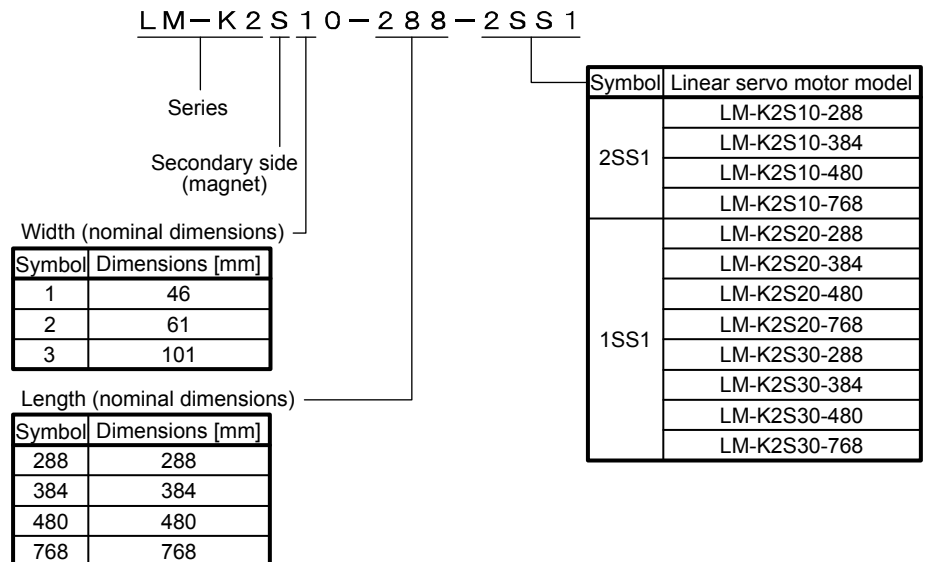 LM-K2S10-288-2SS1
Series
Secondary side
(magnet)
Width (nominal dimensions)
Symbol Dimensions [mm]
1 46
2 61
3 101
Length (nominal dimensions)
Symbol Dimensions [mm]
288 288
384 384
480 480
768 768
Symbol Linear servo motor model
2SS1
LM-K2S10-288
LM-K2S10-384
LM-K2S10-480
LM-K2S10-768
1SS1
LM-K2S20-288
LM-K2S20-384
LM-K2S20-480
LM-K2S20-768
LM-K2S30-288
LM-K2S30-384
LM-K2S30-480
LM-K2S30-768